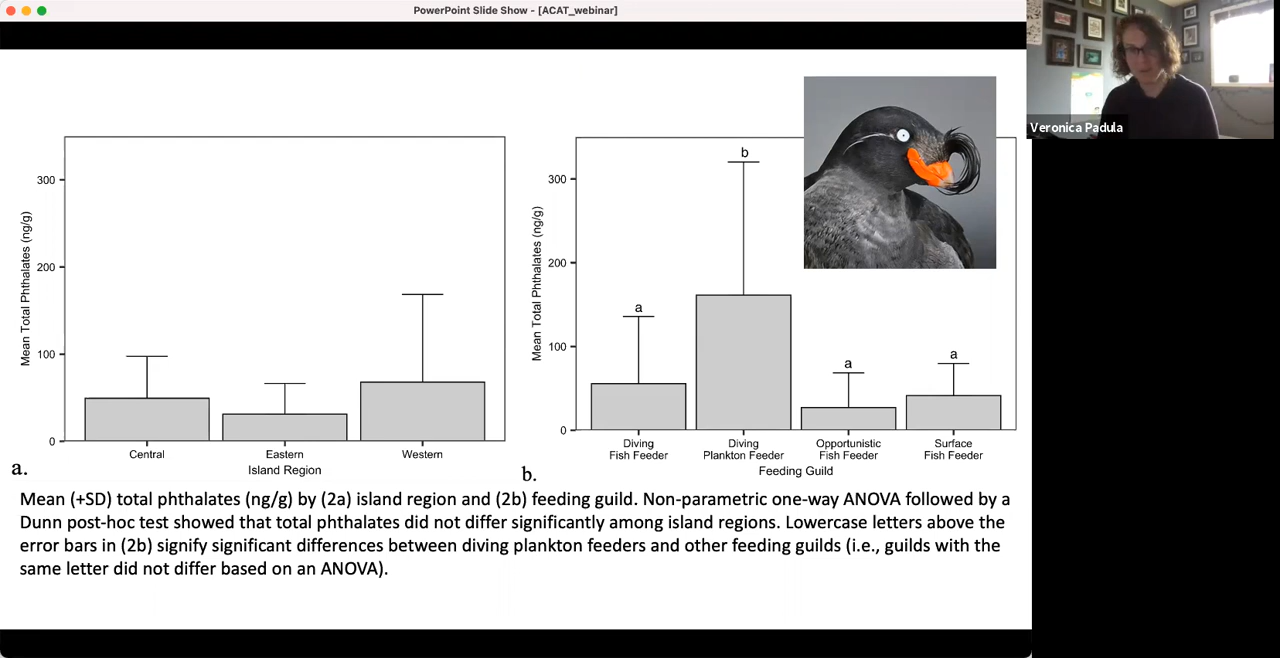 PowerPoint Slide Show - [ACAT_webinar]
Veronica Padula
Mean Total Phthalates (ng/g)
300
200
100
0
Central
Eastern
Western
Island Region
a.
Mean Total Phthalates (ng/g)
300
200
100
0
a
b
a
a
Diving
Fish Feeder
Diving
Plankton Feeder
Opportunistic
Fish Feeder
Surface
Fish Feeder
Feeding Guild
b.
Mean (+SD) total phthalates (ng/g) by (2a) island region and (2b) feeding guild. Non-parametric one-way ANOVA followed by a
Dunn post-hoc test showed that total phthalates did not differ significantly among island regions. Lowercase letters above the
error bars in (2b) signify significant differences between diving plankton feeders and other feeding guilds (i.e., guilds with the
same letter did not differ based on an ANOVA).